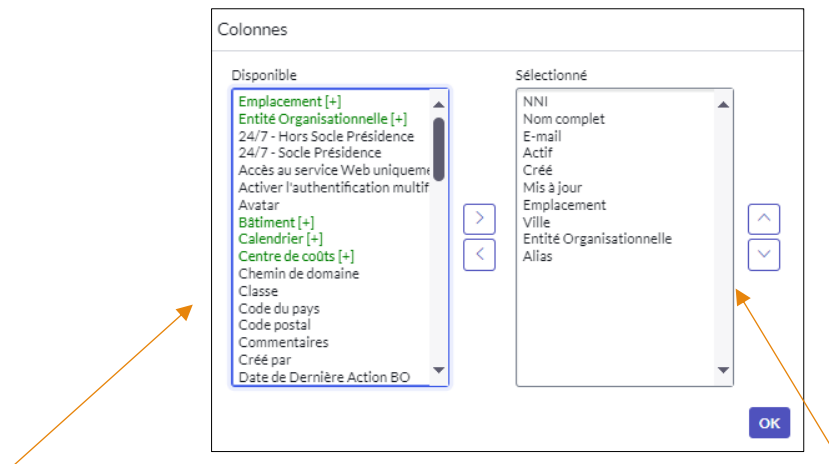 Colonnes
Disponible
Emplacement [+]
Entité Organisationnelle [+]
24/7 - Hors Socle Présidence
24/7 - Socle Présidence
Accès au service Web uniqueme
Activer l'authentification multif
Avatar
Bâtiment [+]
Calendrier [+]
Centre de coûts [+]
Chemin de domaine
Classe
Code du pays
Code postal
Commentaires
Créé par
Date de Dernière Action BO
Sélectionné
NNI
Nom complet
E-mail
Actif
Créé
Mis à jour
Emplacement
Ville
Entité Organisationnelle
Alias
OK